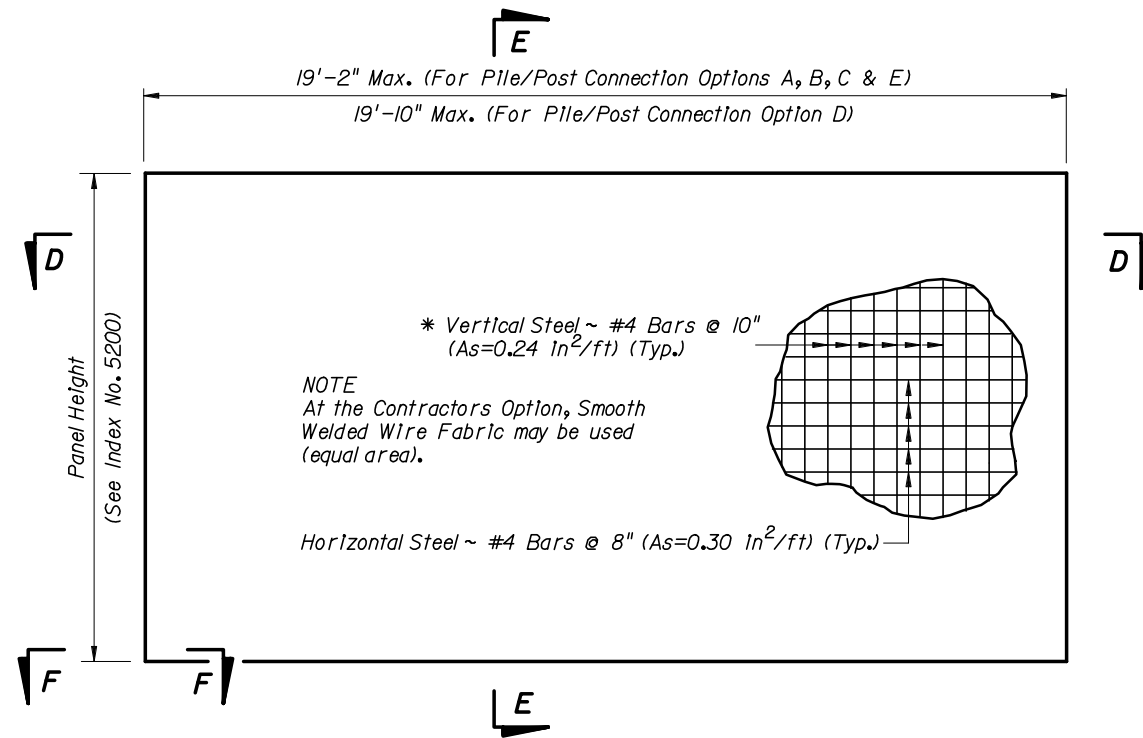 E
19'-2" Max. (For Pile/Post Connection Options A, B, C & E)
19'-10" Max. (For Pile/Post Connection Option D)
D
D
* Vertical Steel ~ #4 Bars @ 10"
(As=0.24 in²/ft) (Typ.)
NOTE
At the Contractors Option, Smooth
Welded Wire Fabric may be used
(equal area).
Panel Height
(See Index No. 5200)
Horizontal Steel ~ #4 Bars @ 8" (As=0.30 in²/ft) (Typ.)
F
F
E